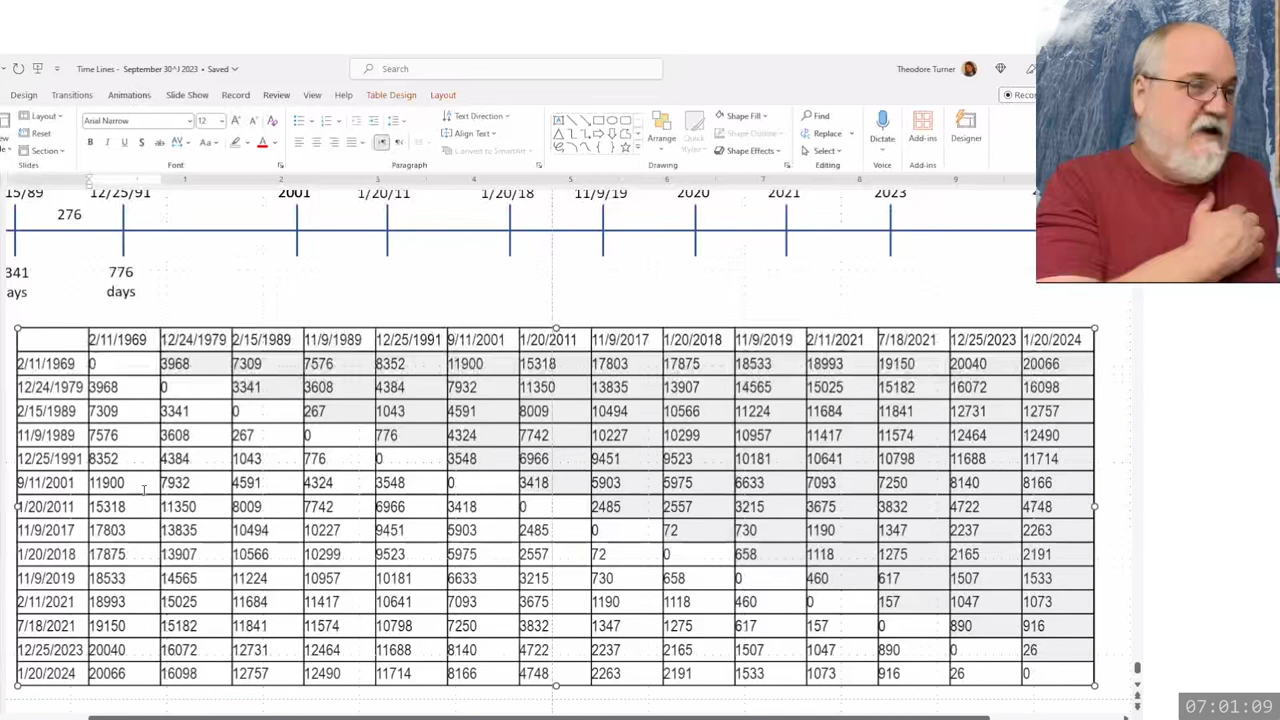 Time Lines - September 30^J 2023 • Saved
Search
Theodore Turner
Design Transitions Animations Slide Show Record Review View Help Table Design Layout
Layout
Reset
Section
Slides
Arial Narrow 12
Font
Text Direction
Align Text
Convert to SmartArt
Paragraph
Arrange
Quick
Styles
Shape Fill
Shape Outline
Shape Effects
Drawing
Find
Replace
Select
Editing
Dictate
Voice
Add-ins
Add-ins
Designer
Designer
1 2 3 4 5 6 7 8 9
15/89 12/25/91 2001 1/20/11 1/20/18 11/9/19 2020 2021 2023
276
341 776
ays days
2/11/1969 12/24/1979 2/15/1989 11/9/1989 12/25/1991 9/11/2001 1/20/2011 11/9/2017 1/20/2018 11/9/2019 2/11/2021 7/18/2021 12/25/2023 1/20/2024
2/11/1969 0 3968 7309 7576 8352 11900 15318 17803 17875 18533 18993 19150 20040 20066
12/24/1979 3968 0 3341 3608 4384 7932 11350 13835 13907 14565 15025 15182 16072 16098
2/15/1989 7309 3341 0 267 1043 4591 8009 10494 10566 11224 11684 11841 12731 12757
11/9/1989 7576 3608 267 0 776 4324 7742 10227 10299 10957 11417 11574 12464 12490
12/25/1991 8352 4384 1043 776 0 3548 6966 9451 9523 10181 10641 10798 11688 11714
9/11/2001 11900 7932 4591 4324 3548 0 3418 5903 5975 6633 7093 7250 8140 8166
1/20/2011 15318 11350 8009 7742 6966 3418 0 2485 2557 3215 3675 3832 4722 4748
11/9/2017 17803 13835 10494 10227 9451 5903 2485 0 72 730 1190 1347 2237 2263
1/20/2018 17875 13907 10566 10299 9523 5975 2557 72 0 658 1118 1275 2165 2191
11/9/2019 18533 14565 11224 10957 10181 6633 3215 730 658 0 460 617 1507 1533
2/11/2021 18993 15025 11684 11417 10641 7093 3675 1190 1118 460 0 157 1047 1073
7/18/2021 19150 15182 11841 11574 10798 7250 3832 1347 1275 617 157 0 890 916
12/25/2023 20040 16072 12731 12464 11688 8140 4722 2237 2165 1507 1047 890 0 26
1/20/2024 20066 16098 12757 12490 11714 8166 4748 2263 2191 1533 1073 916 26 0
07:01:09